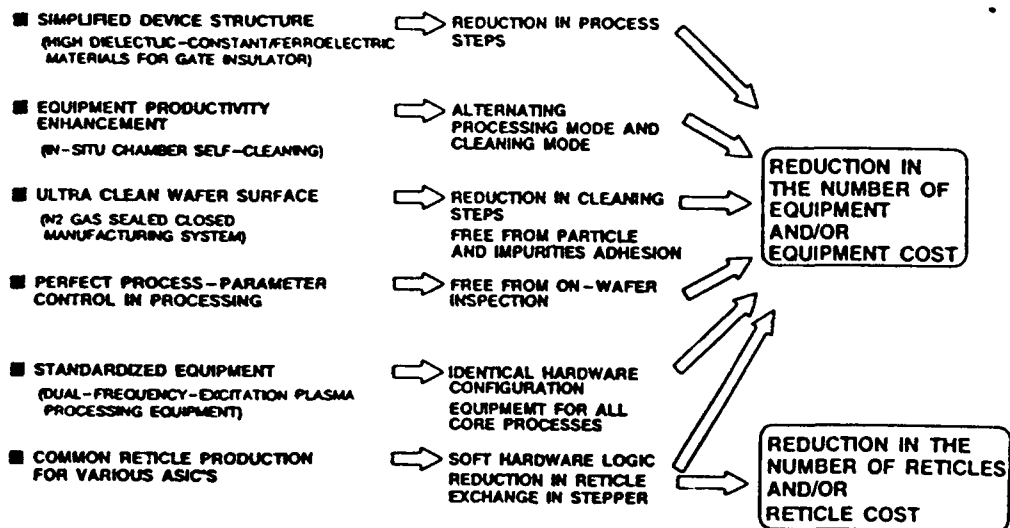 ■ SIMPLIFIED DEVICE STRUCTURE
(HIGH DIELECTLIC-CONSTANT/FERROELECTRIC
MATERIALS FOR GATE INSULATOR)
REDUCTION IN PROCESS
STEPS
■ EQUIPMENT PRODUCTIVITY
ENHANCEMENT
(IN-SITU CHAMBER SELF-CLEANING)
ALTERNATING
PROCESSING MODE AND
CLEANING MODE
■ ULTRA CLEAN WAFER SURFACE
(N2 GAS SEALED CLOSED
MANUFACTURING SYSTEM)
REDUCTION IN CLEANING
STEPS
FREE FROM PARTICLE
AND IMPURITIES ADHESION
■ PERFECT PROCESS-PARAMETER
CONTROL IN PROCESSING
FREE FROM ON-WAFER
INSPECTION
■ STANDARDIZED EQUIPMENT
(DUAL-FREQUENCY-EXCITATION PLASMA
PROCESSING EQUIPMENT)
IDENTICAL HARDWARE
CONFIGURATION
EQUIPMEMT FOR ALL
CORE PROCESSES
■ COMMON RETICLE PRODUCTION
FOR VARIOUS ASIC'S
SOFT HARDWARE LOGIC
REDUCTION IN RETICLE
EXCHANGE IN STEPPER
REDUCTION IN
THE NUMBER OF
EQUIPMENT
AND/OR
EQUIPMENT COST
REDUCTION IN THE
NUMBER OF RETICLES
AND/OR
RETICLE COST